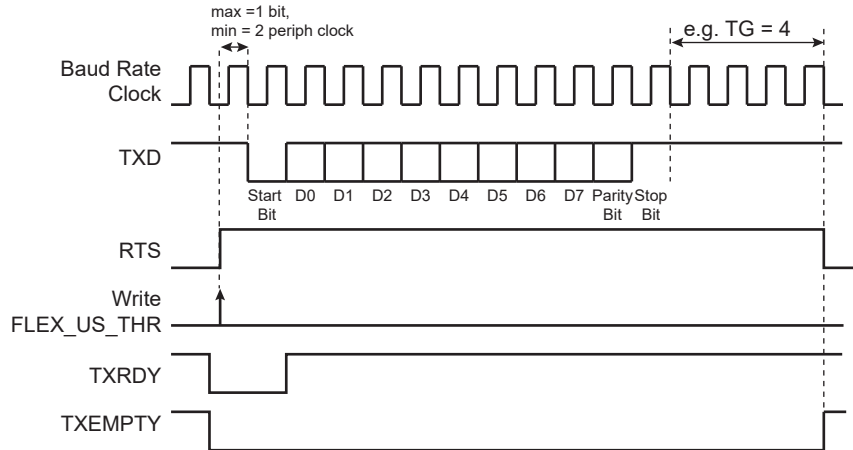 max =1 bit,
min = 2 periph clock
e.g. TG = 4
Baud Rate
Clock
TXD
Start D0 D1 D2 D3 D4 D5 D6 D7 Parity Stop
Bit Bit Bit
RTS
Write
FLEX_US_THR
TXRDY
TXEMPTY